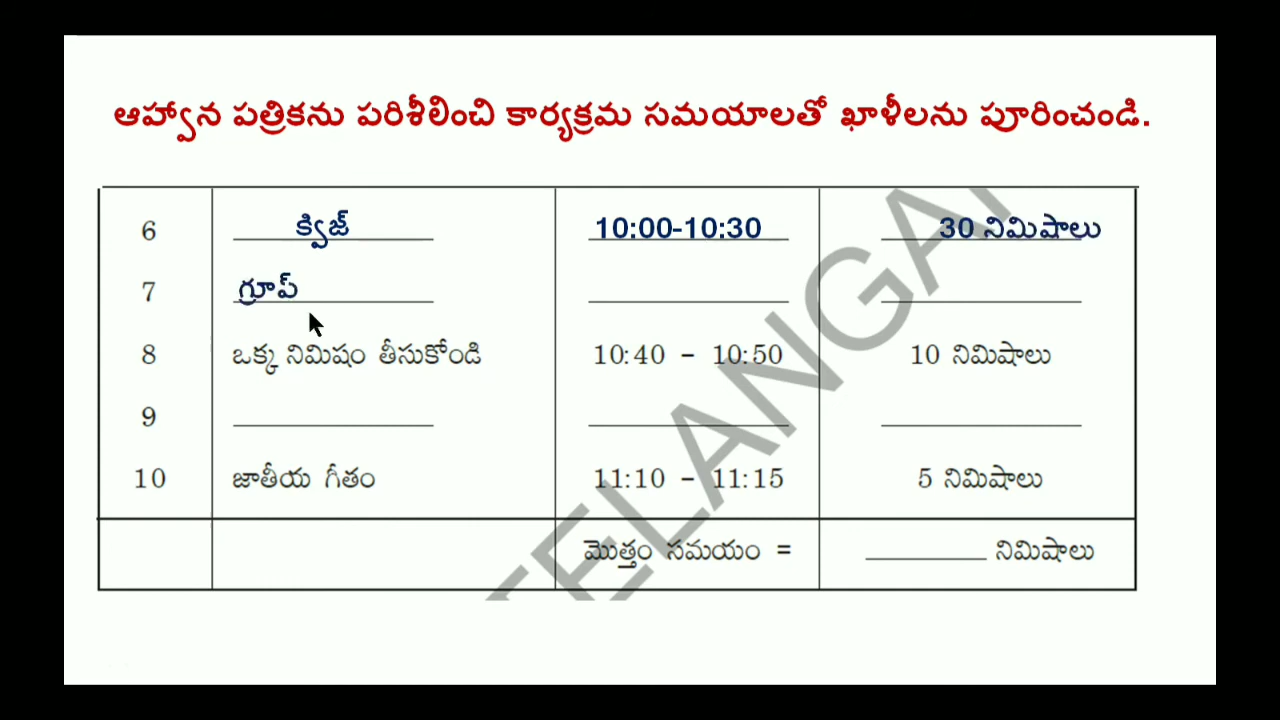 ఆహ్వాన పత్రికను పరిశీలించి కార్యక్రమ సమయాలతో ఖాళీలను పూరించండి.
6 క్విజ్ 10:00-10:30 30 నిమిషాలు
7 గ్రూప్
8 ఒక్క నిమిషం తీసుకోండి 10:40 – 10:50 10 నిమిషాలు
9
10 జాతీయ గీతం 11:10 – 11:15 5 నిమిషాలు
మొత్తం సమయం = నిమిషాలు
TELANGAN